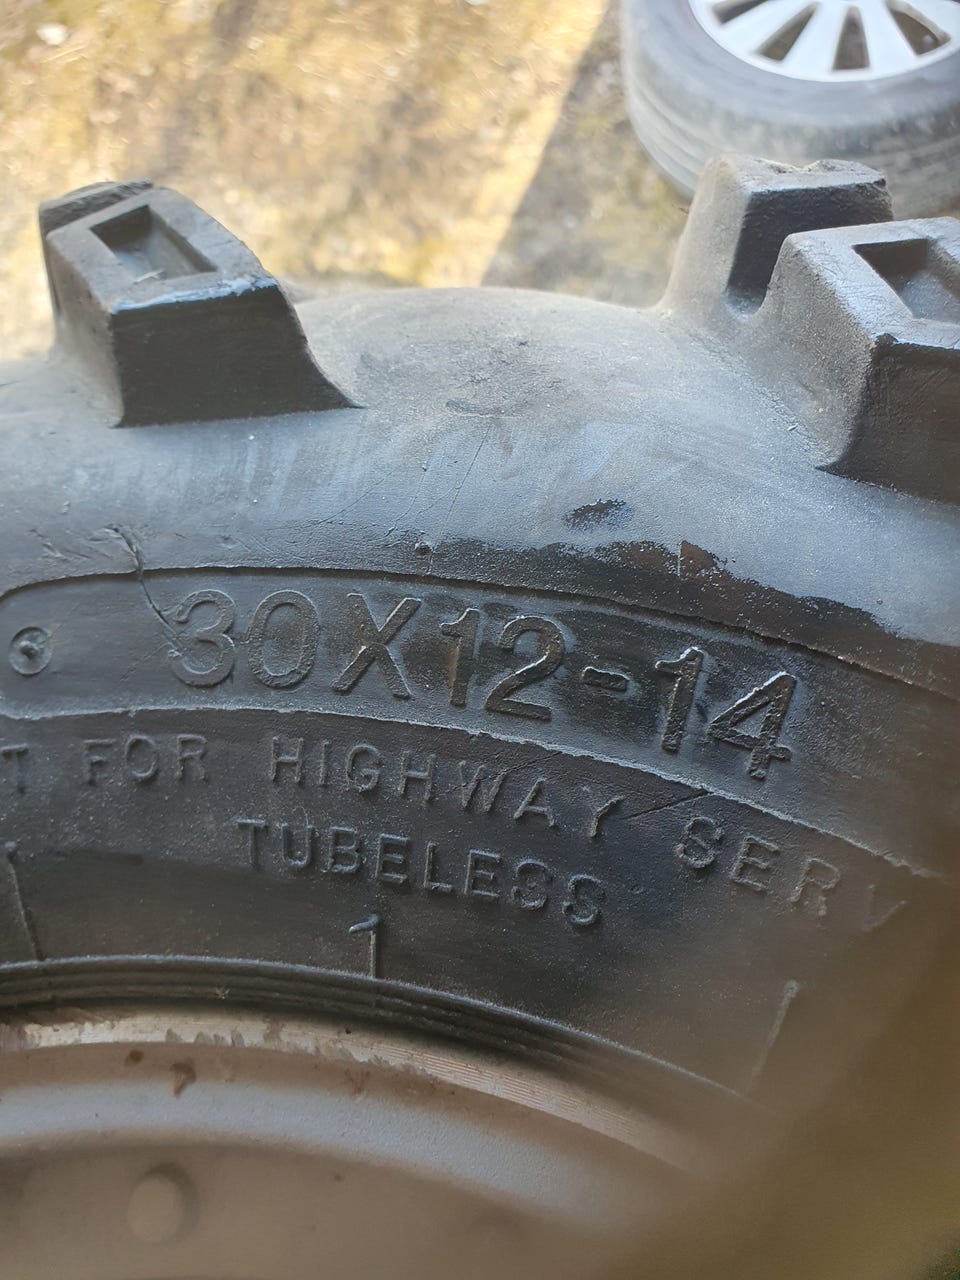 30X12-14
T FOR HIGHWAY SERV
TUBELESS
1